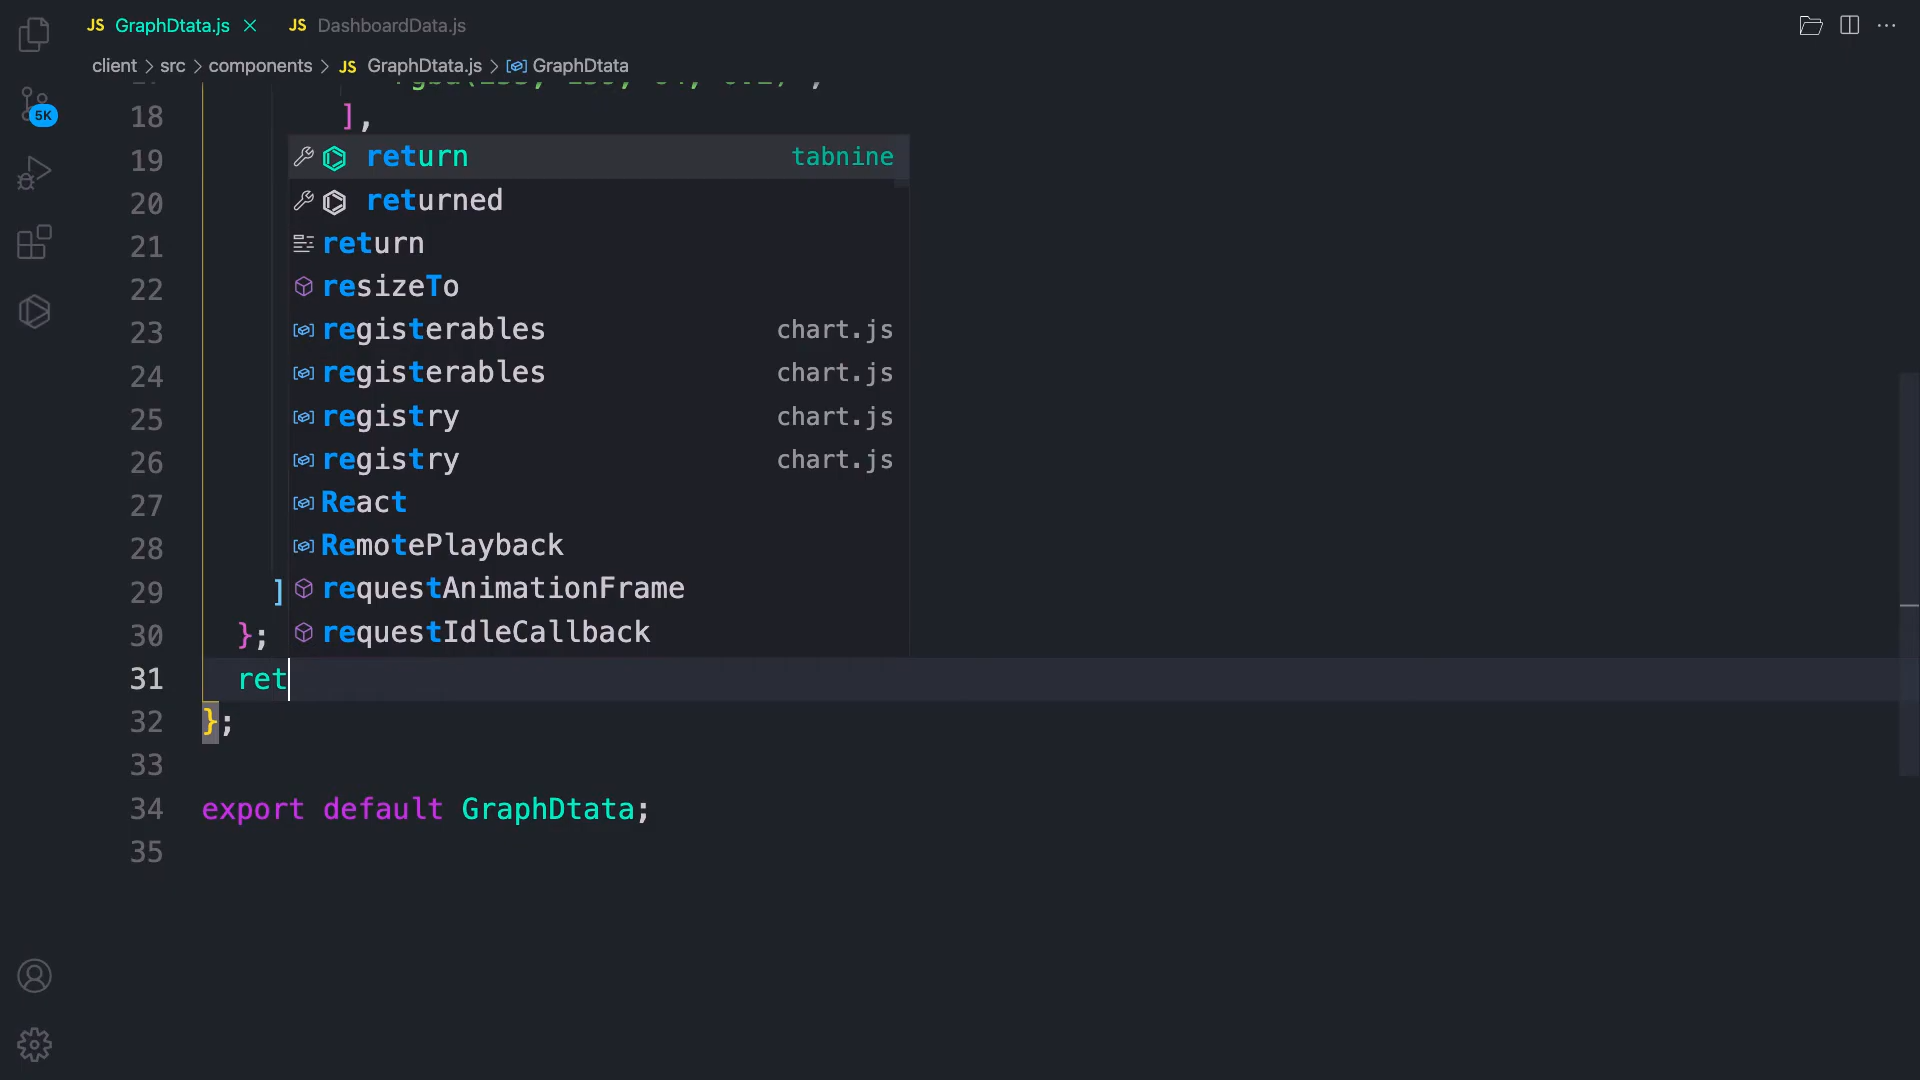 JS GraphDtata.js JS DashboardData.js
client > src > components > JS GraphDtata.js > GraphDtata
5K
18 ],
19
20
21
22
23
24
25
26
27
28
29 ]
30 };
31 ret
32 };
33
34 export default GraphDtata;
35
return tabnine
returned
return
resizeTo
registerables chart.js
registerables chart.js
registry chart.js
registry chart.js
React
RemotePlayback
requestAnimationFrame
requestIdleCallback